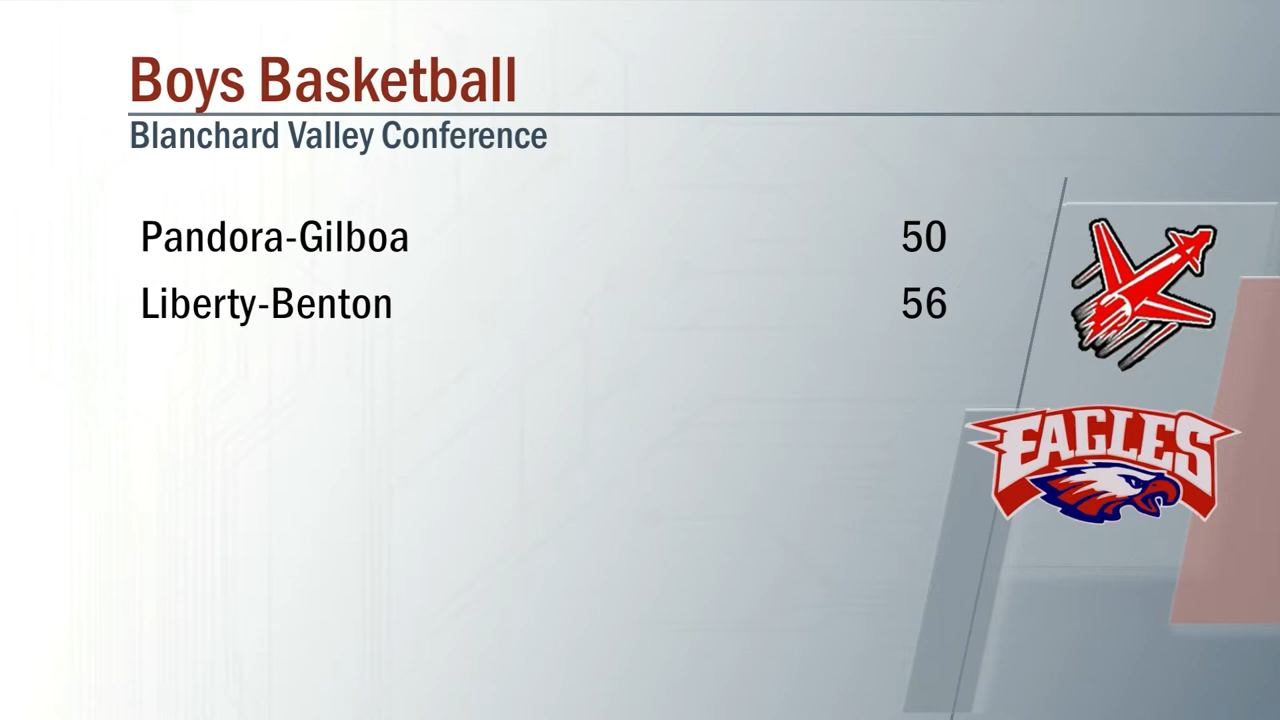 Boys Basketball
Blanchard Valley Conference
Pandora-Gilboa 50
Liberty-Benton 56
EAGLES